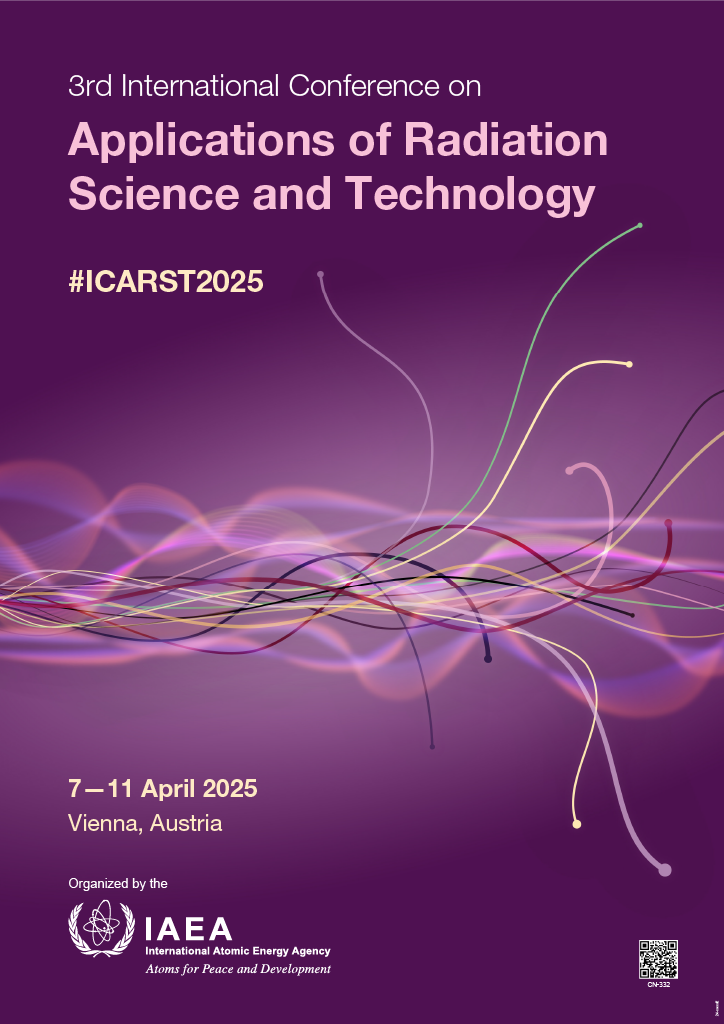 3rd International Conference on
Applications of Radiation
Science and Technology
#ICARST2025
7—11 April 2025
Vienna, Austria
Organized by the
IAEA
International Atomic Energy Agency
Atoms for Peace and Development
CN-332